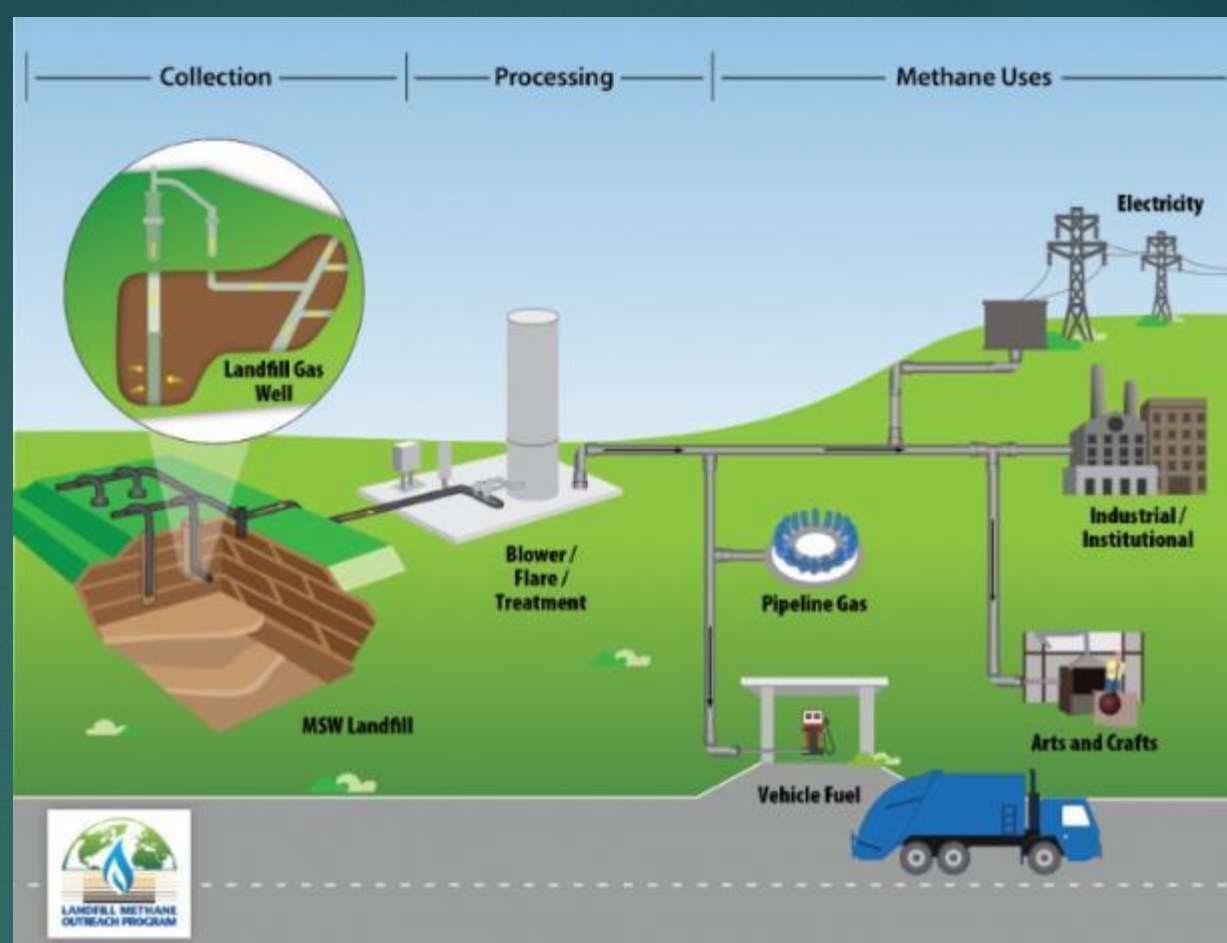 Collection
Processing
Methane Uses
Electricity
Landfill Gas
Well
Industrial /
Institutional
Blower /
Flare /
Treatment
Pipeline Gas
MSW Landfill
Arts and Crafts
Vehicle Fuel
LANDFILL METHANE
OUTREACH PROGRAM